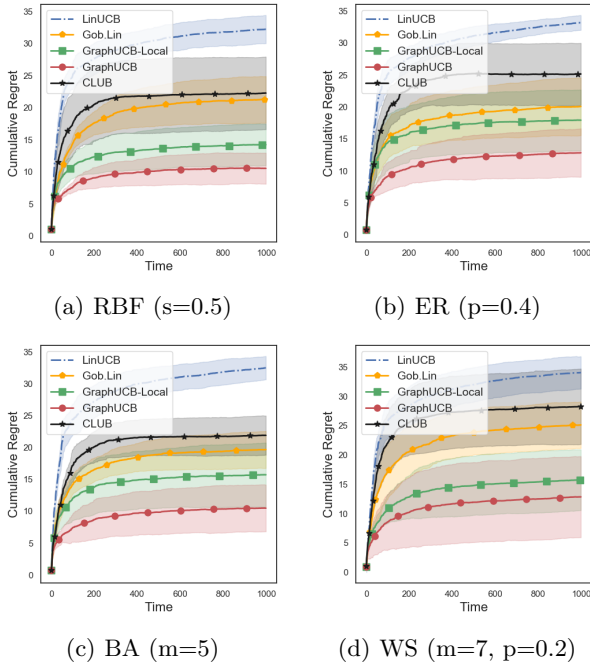 35
30
25
20
15
10
5
0
Cumulative Regret
LinUCB
Gob.Lin
GraphUCB-Local
GraphUCB
CLUB
0 200 400 600 800 1000
Time
(a) RBF (s=0.5)
35
30
25
20
15
10
5
0
Cumulative Regret
LinUCB
Gob.Lin
GraphUCB-Local
GraphUCB
CLUB
0 200 400 600 800 1000
Time
(b) ER (p=0.4)
35
30
25
20
15
10
5
0
Cumulative Regret
LinUCB
Gob.Lin
GraphUCB-Local
GraphUCB
CLUB
0 200 400 600 800 1000
Time
(c) BA (m=5)
35
30
25
20
15
10
5
0
Cumulative Regret
LinUCB
Gob.Lin
GraphUCB-Local
GraphUCB
CLUB
0 200 400 600 800 1000
Time
(d) WS (m=7, p=0.2)